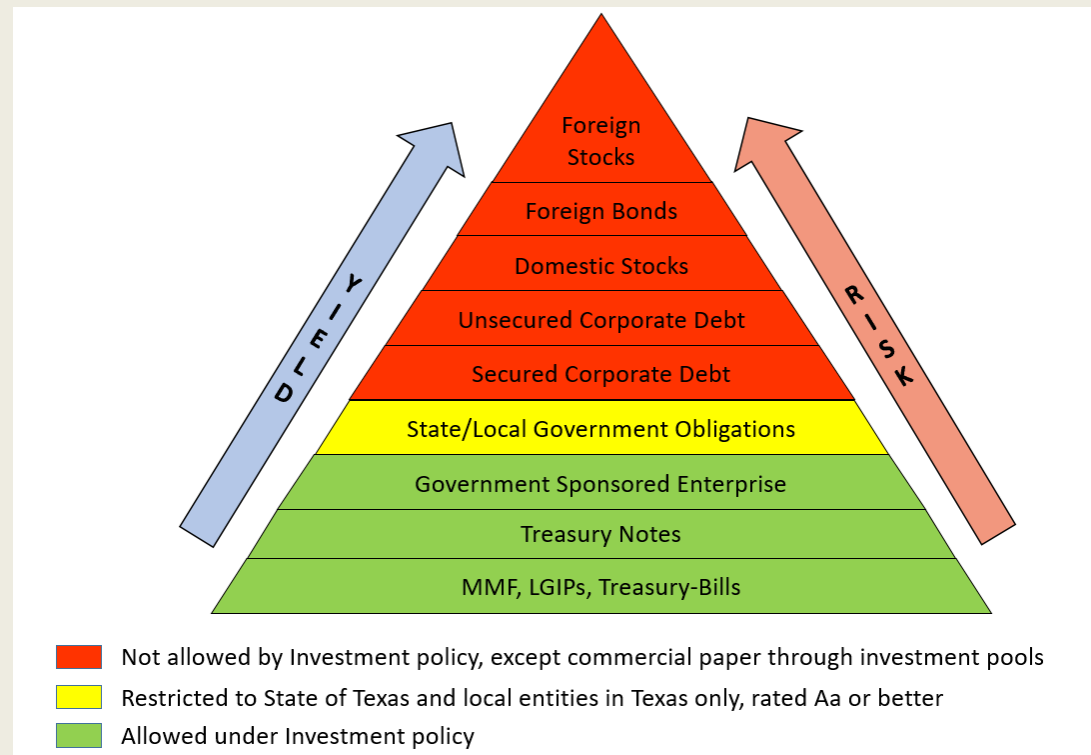 Foreign
Stocks
Foreign Bonds
Domestic Stocks
Unsecured Corporate Debt
Secured Corporate Debt
State/Local Government Obligations
Government Sponsored Enterprise
Treasury Notes
MMF, LGIPs, Treasury-Bills
YIELD
RISK
Not allowed by Investment policy, except commercial paper through investment pools
Restricted to State of Texas and local entities in Texas only, rated Aa or better
Allowed under Investment policy